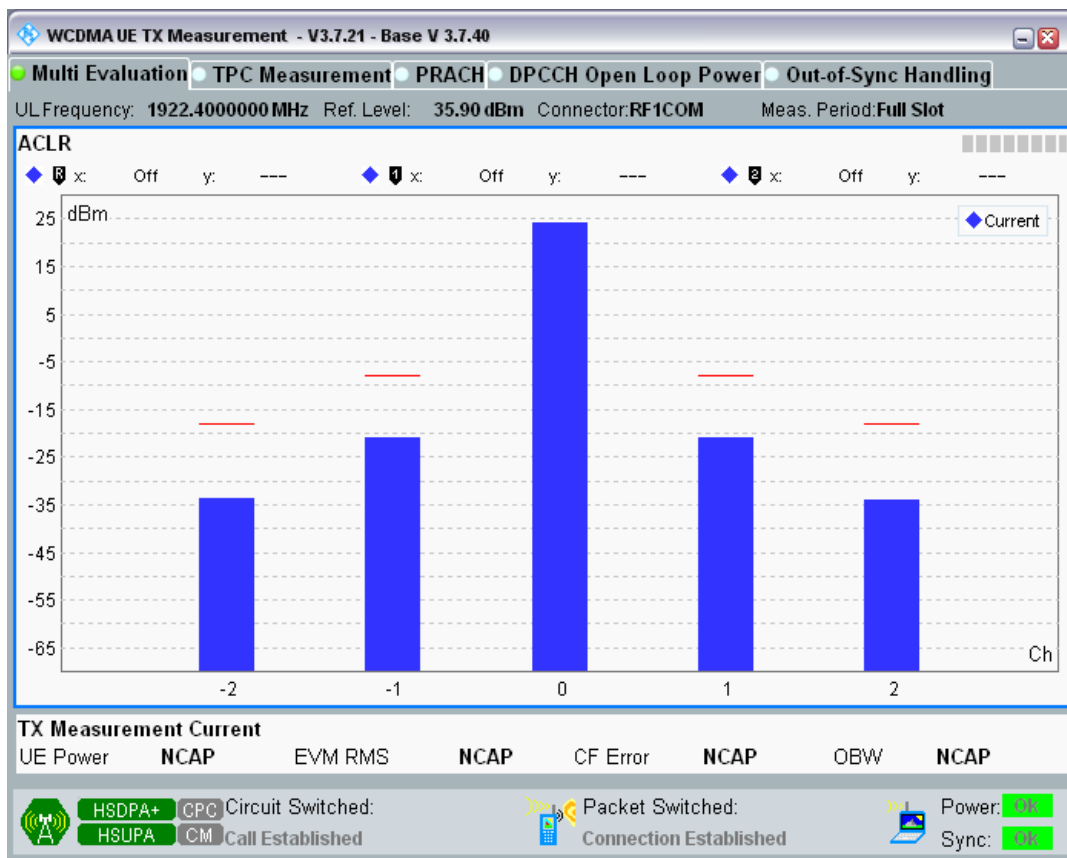 WCDMA UE TX Measurement - V3.7.21 - Base V 3.7.40
Multi Evaluation TPC Measurement PRACH DPCCH Open Loop Power Out-of-Sync Handling
UL Frequency: 1922.4000000 MHz Ref. Level: 35.90 dBm Connector:RF1COM Meas. Period:Full Slot
ACLR
R x: Off y: --- 1 x: Off y: --- 2 x: Off y: ---
dBm
Current
25
15
5
-5
-15
-25
-35
-45
-55
-65
Ch
-2 -1 0 1 2
TX Measurement Current
UE Power NCAP EVM RMS NCAP CF Error NCAP OBW NCAP
HSDPA+ CPC Circuit Switched: Packet Switched: Power: Ok
HSUPA CM Call Established Connection Established Sync: Ok